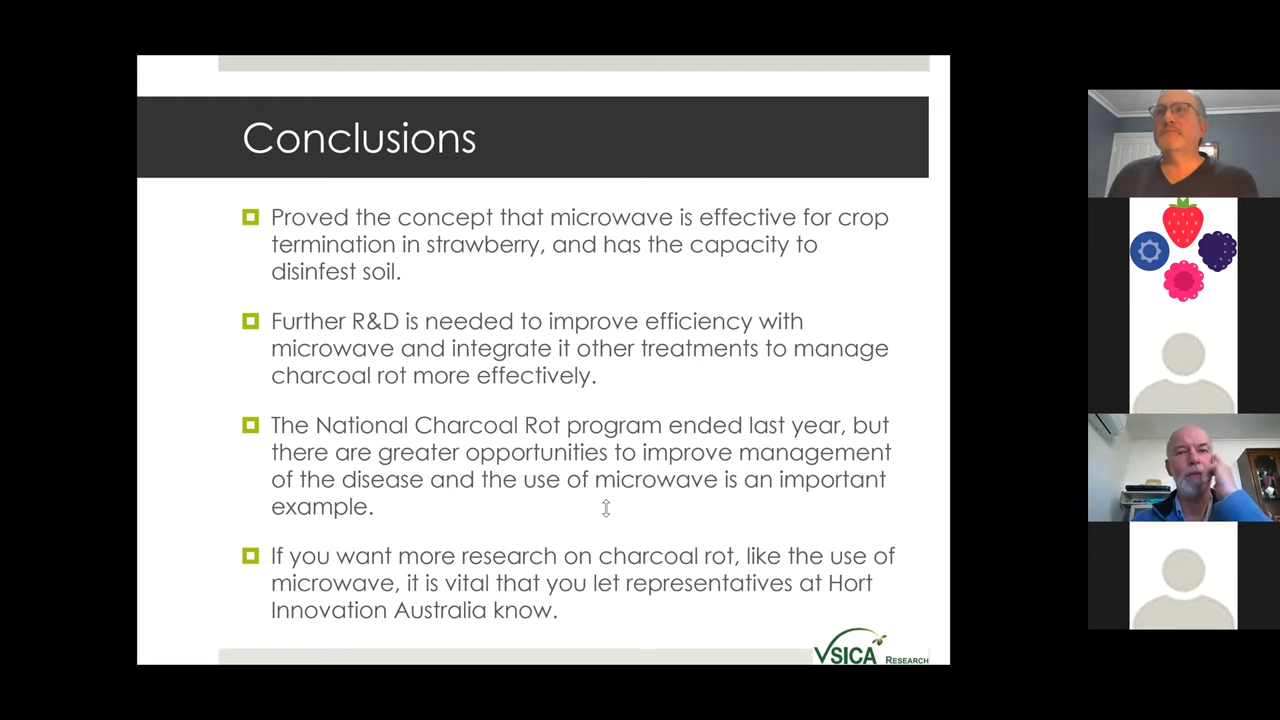 Conclusions
Proved the concept that microwave is effective for crop
termination in strawberry, and has the capacity to
disinfest soil.
Further R&D is needed to improve efficiency with
microwave and integrate it other treatments to manage
charcoal rot more effectively.
The National Charcoal Rot program ended last year, but
there are greater opportunities to improve management
of the disease and the use of microwave is an important
example.
If you want more research on charcoal rot, like the use of
microwave, it is vital that you let representatives at Hort
Innovation Australia know.
VSICA RESEARCH